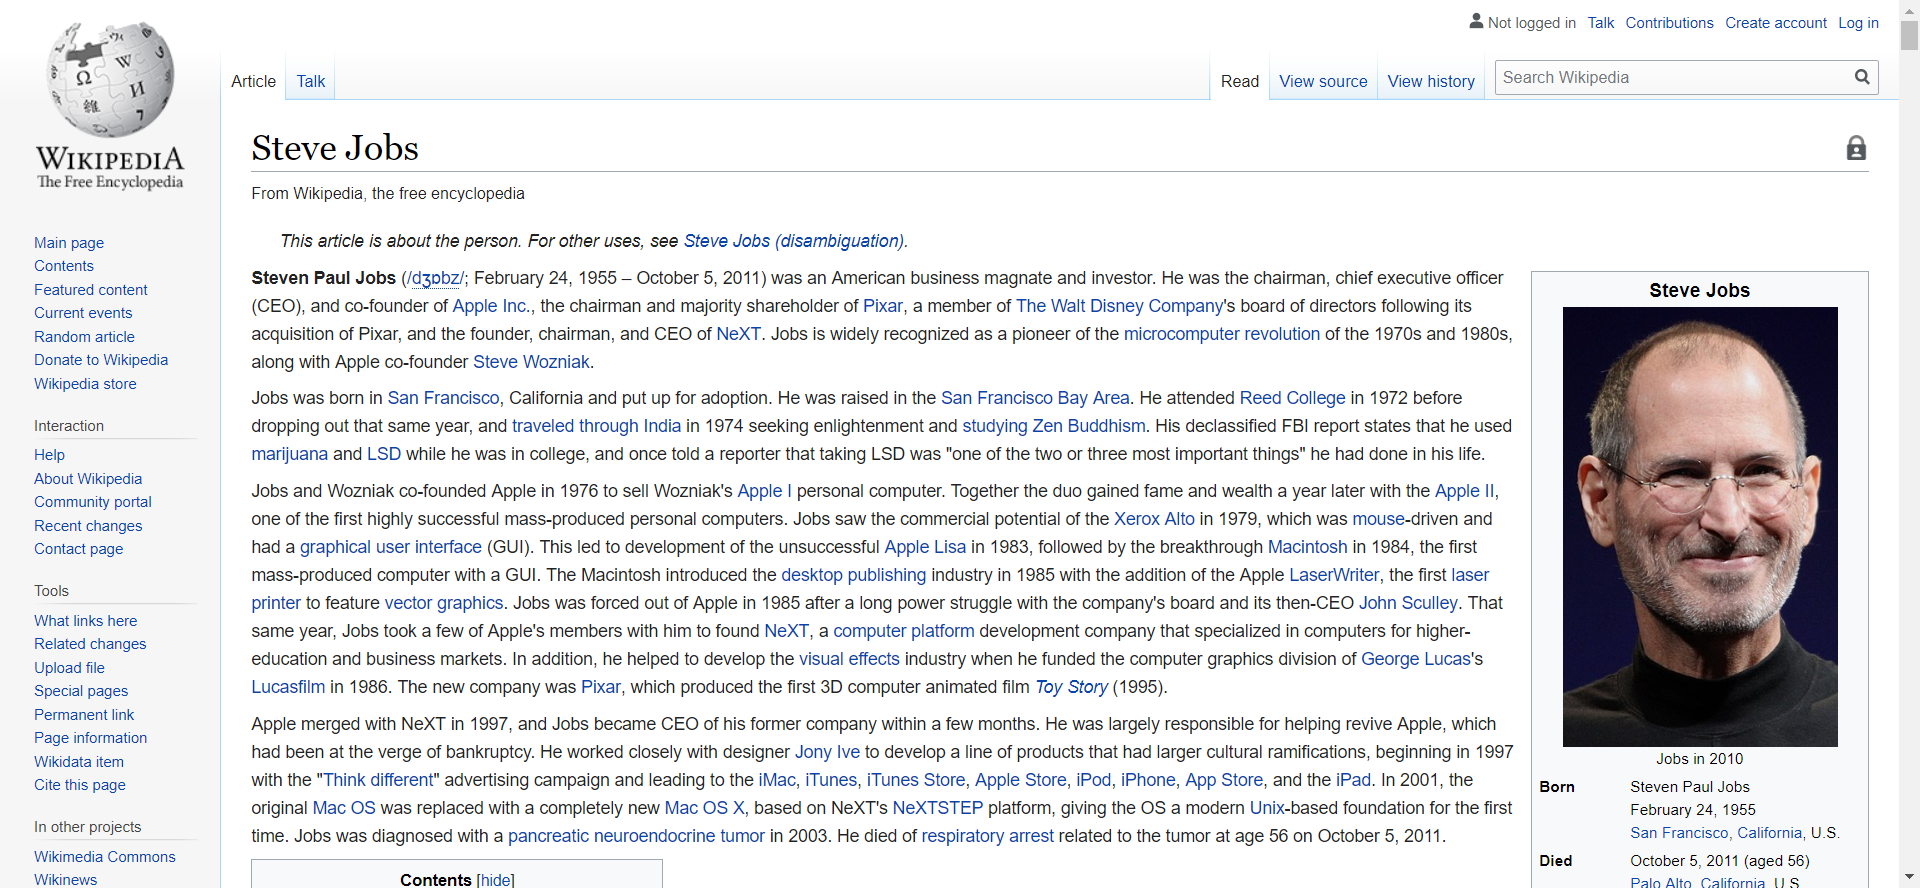 Not logged in Talk Contributions Create account Log in
Article Talk Read View source View history Search Wikipedia
WIKIPEDIA
The Free Encyclopedia
Main page
Contents
Featured content
Current events
Random article
Donate to Wikipedia
Wikipedia store
Interaction
Help
About Wikipedia
Community portal
Recent changes
Contact page
Tools
What links here
Related changes
Upload file
Special pages
Permanent link
Page information
Wikidata item
Cite this page
In other projects
Wikimedia Commons
Wikinews
Steve Jobs
From Wikipedia, the free encyclopedia
This article is about the person. For other uses, see Steve Jobs (disambiguation).
Steven Paul Jobs (/dʒɒbz/; February 24, 1955 – October 5, 2011) was an American business magnate and investor. He was the chairman, chief executive officer
(CEO), and co-founder of Apple Inc., the chairman and majority shareholder of Pixar, a member of The Walt Disney Company's board of directors following its
acquisition of Pixar, and the founder, chairman, and CEO of NeXT. Jobs is widely recognized as a pioneer of the microcomputer revolution of the 1970s and 1980s,
along with Apple co-founder Steve Wozniak.
Jobs was born in San Francisco, California and put up for adoption. He was raised in the San Francisco Bay Area. He attended Reed College in 1972 before
dropping out that same year, and traveled through India in 1974 seeking enlightenment and studying Zen Buddhism. His declassified FBI report states that he used
marijuana and LSD while he was in college, and once told a reporter that taking LSD was "one of the two or three most important things" he had done in his life.
Jobs and Wozniak co-founded Apple in 1976 to sell Wozniak's Apple I personal computer. Together the duo gained fame and wealth a year later with the Apple II,
one of the first highly successful mass-produced personal computers. Jobs saw the commercial potential of the Xerox Alto in 1979, which was mouse-driven and
had a graphical user interface (GUI). This led to development of the unsuccessful Apple Lisa in 1983, followed by the breakthrough Macintosh in 1984, the first
mass-produced computer with a GUI. The Macintosh introduced the desktop publishing industry in 1985 with the addition of the Apple LaserWriter, the first laser
printer to feature vector graphics. Jobs was forced out of Apple in 1985 after a long power struggle with the company's board and its then-CEO John Sculley. That
same year, Jobs took a few of Apple's members with him to found NeXT, a computer platform development company that specialized in computers for higher-
education and business markets. In addition, he helped to develop the visual effects industry when he funded the computer graphics division of George Lucas's
Lucasfilm in 1986. The new company was Pixar, which produced the first 3D computer animated film Toy Story (1995).
Apple merged with NeXT in 1997, and Jobs became CEO of his former company within a few months. He was largely responsible for helping revive Apple, which
had been at the verge of bankruptcy. He worked closely with designer Jony Ive to develop a line of products that had larger cultural ramifications, beginning in 1997
with the "Think different" advertising campaign and leading to the iMac, iTunes, iTunes Store, Apple Store, iPod, iPhone, App Store, and the iPad. In 2001, the
original Mac OS was replaced with a completely new Mac OS X, based on NeXT's NeXTSTEP platform, giving the OS a modern Unix-based foundation for the first
time. Jobs was diagnosed with a pancreatic neuroendocrine tumor in 2003. He died of respiratory arrest related to the tumor at age 56 on October 5, 2011.
Contents [hide]
Steve Jobs
Jobs in 2010
Born Steven Paul Jobs
February 24, 1955
San Francisco, California, U.S.
Died October 5, 2011 (aged 56)
Palo Alto, California, U.S.